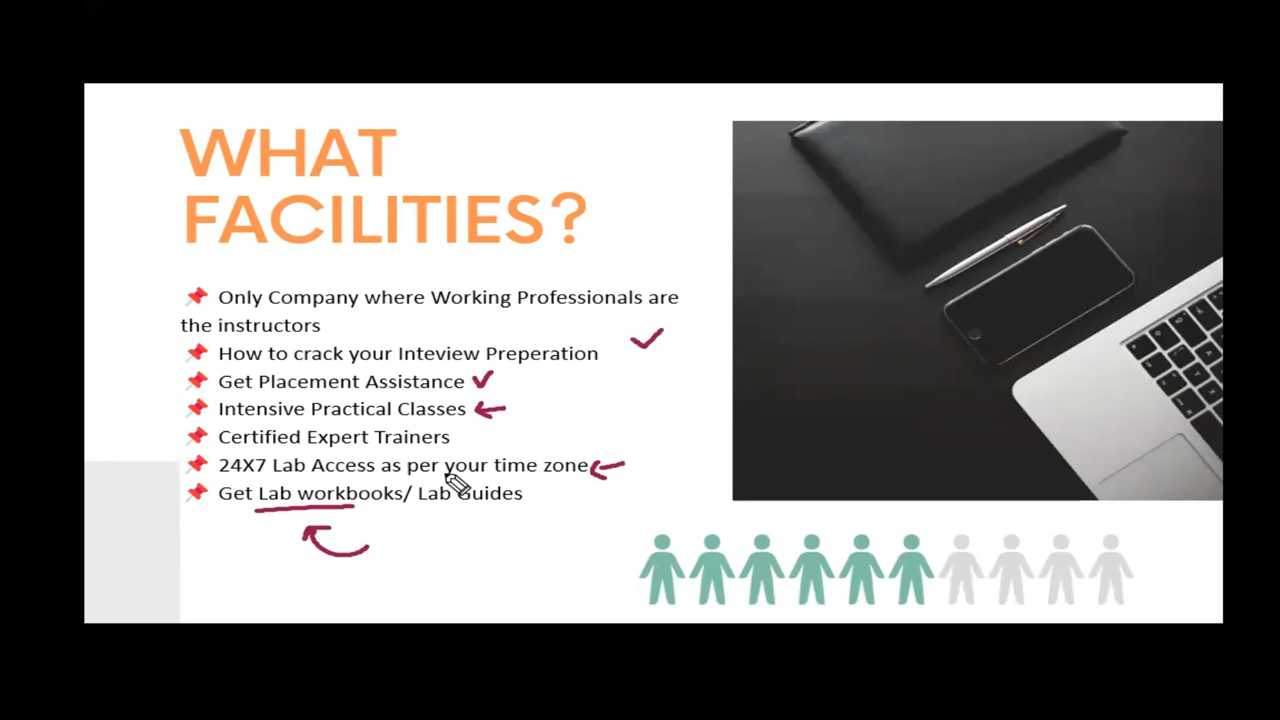 WHAT
FACILITIES?
Only Company where Working Professionals are
the instructors
How to crack your Inteview Preperation
Get Placement Assistance
Intensive Practical Classes
Certified Expert Trainers
24X7 Lab Access as per your time zone
Get Lab workbooks/ Lab Guides